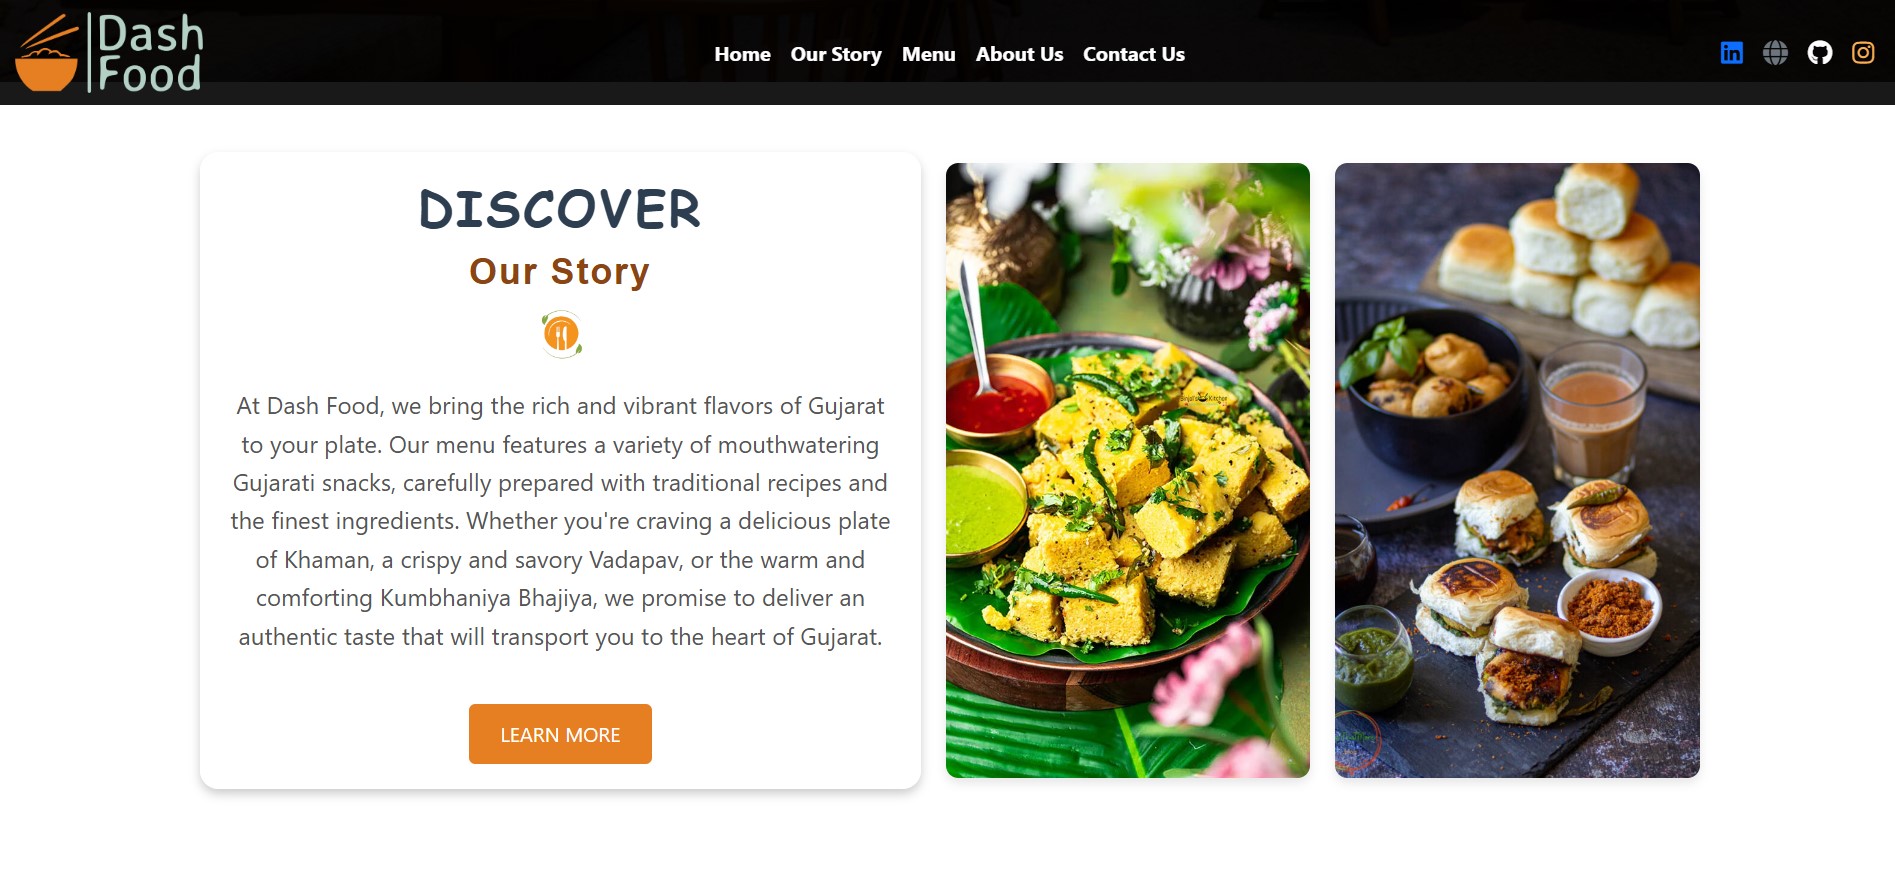 Dash
Food
Home Our Story Menu About Us Contact Us
DISCOVER
Our Story
At Dash Food, we bring the rich and vibrant flavors of Gujarat
to your plate. Our menu features a variety of mouthwatering
Gujarati snacks, carefully prepared with traditional recipes and
the finest ingredients. Whether you're craving a delicious plate
of Khaman, a crispy and savory Vadapav, or the warm and
comforting Kumbhaniya Bhajiya, we promise to deliver an
authentic taste that will transport you to the heart of Gujarat.
LEARN MORE